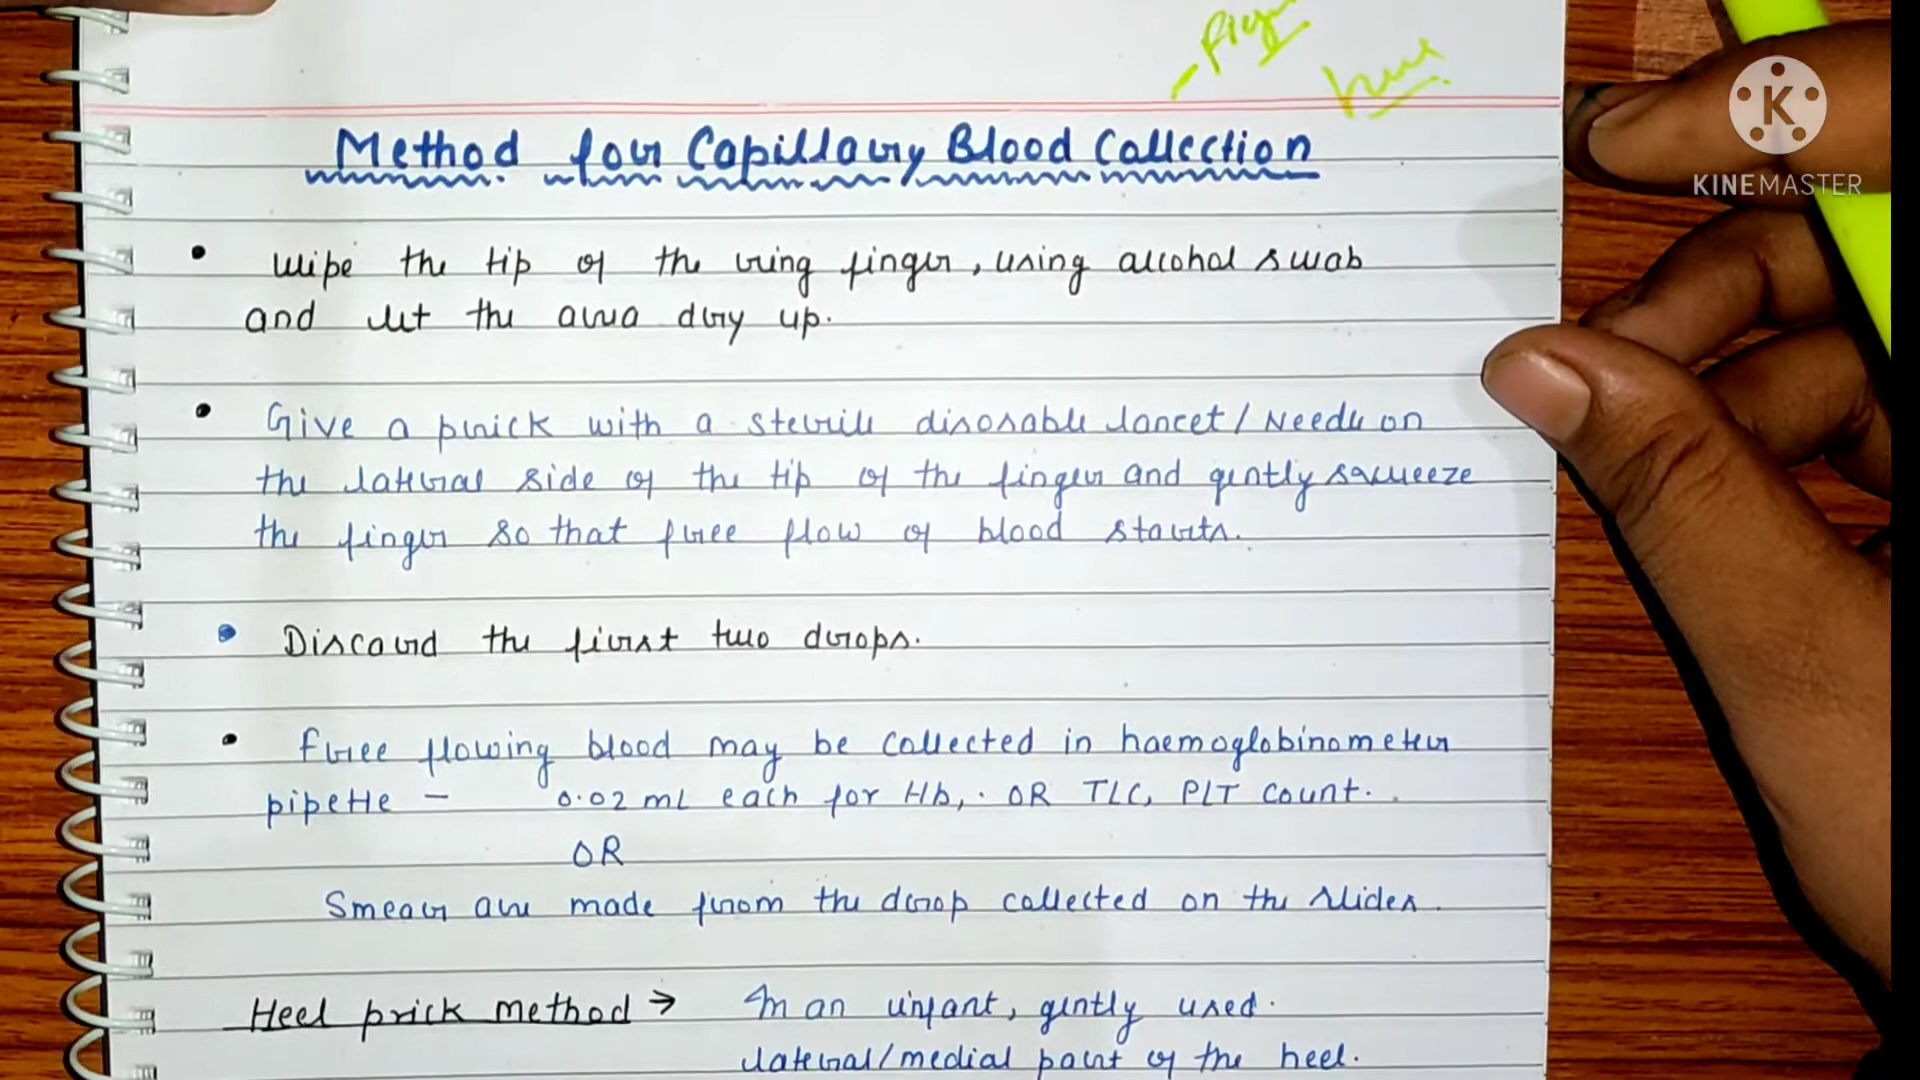 Method for Capillary Blood Collection
KINEMASTER
• Wipe the tip of the ring finger, using alcohol swab
and let the area dry up.
• Give a prick with a sterile disposable lancet / Needle on
the lateral side of the tip of the finger and gently squeeze
the finger so that free flow of blood starts.
• Discard the first two drops.
• Free flowing blood may be collected in haemoglobinometer
pipette - 0.02 mL each for Hb, . OR TLC, PLT count.
OR
Smear are made from the drop collected on the slides.
Heel prick method → In an infant, gently used.
lateral/medial part of the heel.